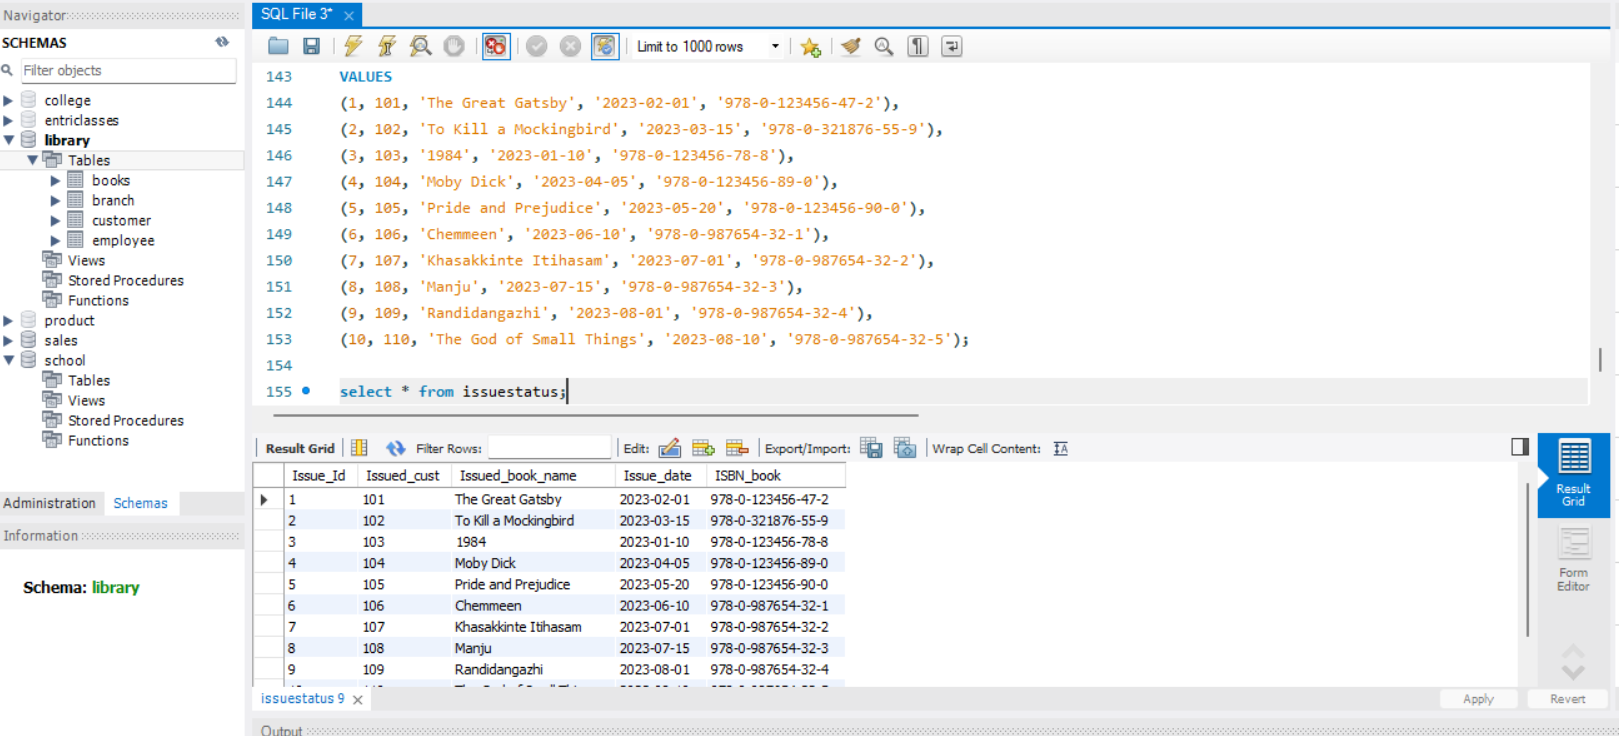 Navigator
SCHEMAS
Filter objects
college
entriclasses
library
Tables
books
branch
customer
employee
Views
Stored Procedures
Functions
product
sales
school
Tables
Views
Stored Procedures
Functions
Administration Schemas
Information
Schema: library
SQL File 3*
Limit to 1000 rows
143 VALUES
144 (1, 101, 'The Great Gatsby', '2023-02-01', '978-0-123456-47-2'),
145 (2, 102, 'To Kill a Mockingbird', '2023-03-15', '978-0-321876-55-9'),
146 (3, 103, '1984', '2023-01-10', '978-0-123456-78-8'),
147 (4, 104, 'Moby Dick', '2023-04-05', '978-0-123456-89-0'),
148 (5, 105, 'Pride and Prejudice', '2023-05-20', '978-0-123456-90-0'),
149 (6, 106, 'Chemmeen', '2023-06-10', '978-0-987654-32-1'),
150 (7, 107, 'Khasakkinte Itihasam', '2023-07-01', '978-0-987654-32-2'),
151 (8, 108, 'Manju', '2023-07-15', '978-0-987654-32-3'),
152 (9, 109, 'Randidangazhi', '2023-08-01', '978-0-987654-32-4'),
153 (10, 110, 'The God of Small Things', '2023-08-10', '978-0-987654-32-5');
154
155 select * from issuestatus;
Result Grid Filter Rows: Edit: Export/Import: Wrap Cell Content:
Issue_Id Issued_cust Issued_book_name Issue_date ISBN_book
1 101 The Great Gatsby 2023-02-01 978-0-123456-47-2
2 102 To Kill a Mockingbird 2023-03-15 978-0-321876-55-9
3 103 1984 2023-01-10 978-0-123456-78-8
4 104 Moby Dick 2023-04-05 978-0-123456-89-0
5 105 Pride and Prejudice 2023-05-20 978-0-123456-90-0
6 106 Chemmeen 2023-06-10 978-0-987654-32-1
7 107 Khasakkinte Itihasam 2023-07-01 978-0-987654-32-2
8 108 Manju 2023-07-15 978-0-987654-32-3
9 109 Randidangazhi 2023-08-01 978-0-987654-32-4
Result
Grid
Form
Editor
issuestatus 9
Apply Revert
Output